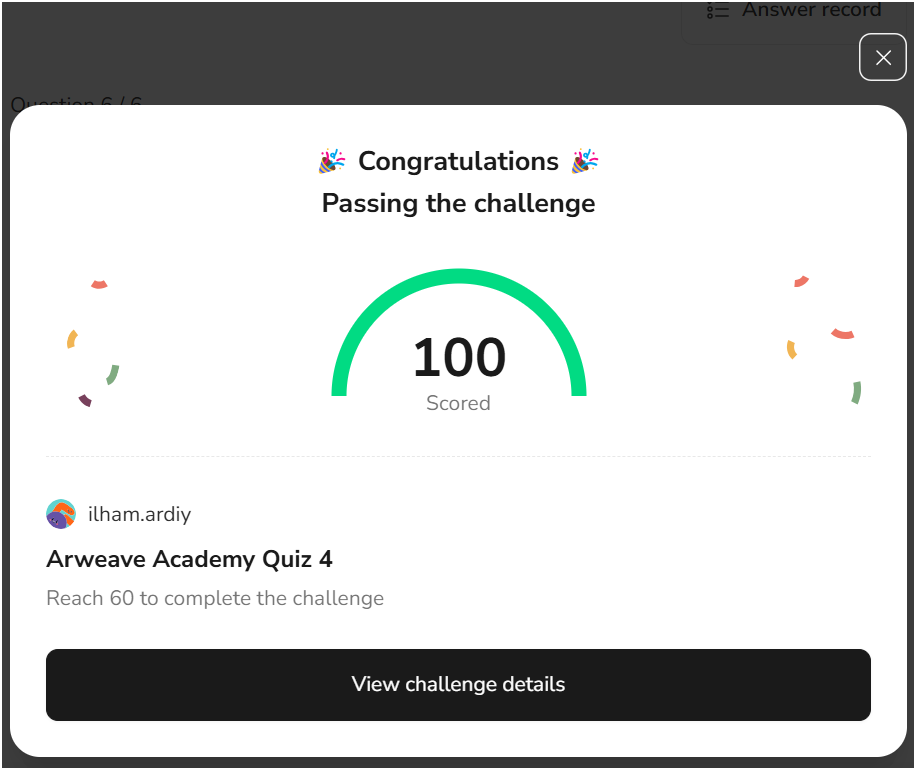 Answer record
Question 6 / 6
🎉 Congratulations 🎉
Passing the challenge
100
Scored
ilham.ardiy
Arweave Academy Quiz 4
Reach 60 to complete the challenge
View challenge details